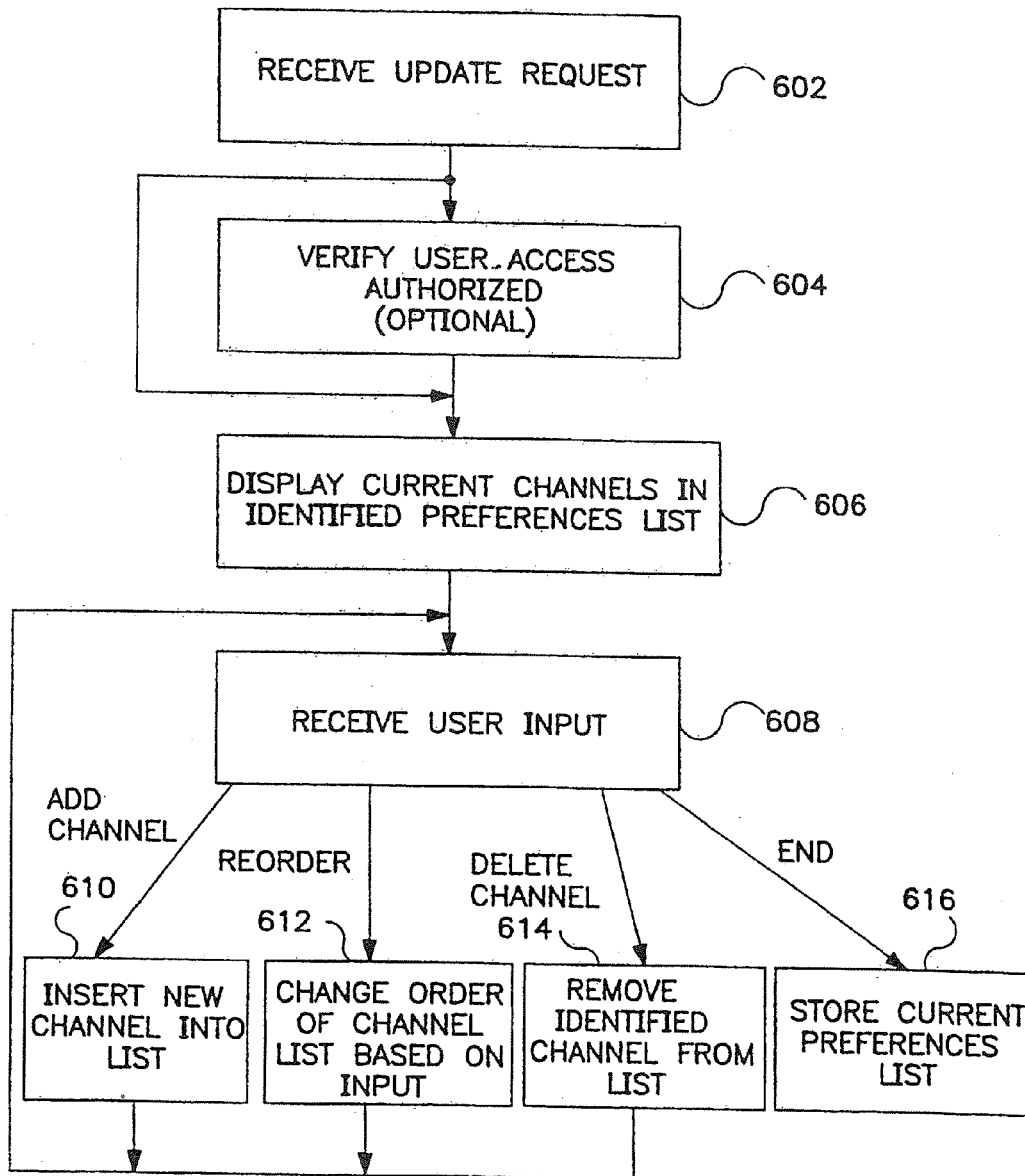 RECEIVE UPDATE REQUEST
602
VERIFY USER ACCESS
AUTHORIZED
(OPTIONAL)
604
DISPLAY CURRENT CHANNELS IN
IDENTIFIED PREFERENCES LIST
606
RECEIVE USER INPUT
608
ADD
CHANNEL
REORDER
DELETE
CHANNEL
END
610
612
614
616
INSERT NEW
CHANNEL INTO
LIST
CHANGE ORDER
OF CHANNEL
LIST BASED ON
INPUT
REMOVE
IDENTIFIED
CHANNEL FROM
LIST
STORE CURRENT
PREFERENCES
LIST